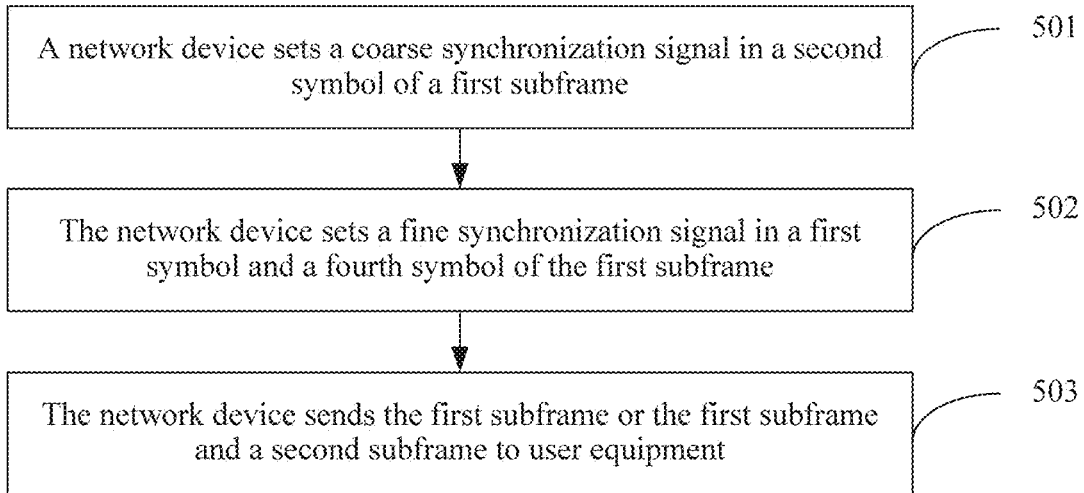 A network device sets a coarse synchronization signal in a second
symbol of a first subframe
501
The network device sets a fine synchronization signal in a first
symbol and a fourth symbol of the first subframe
502
The network device sends the first subframe or the first subframe
and a second subframe to user equipment
503